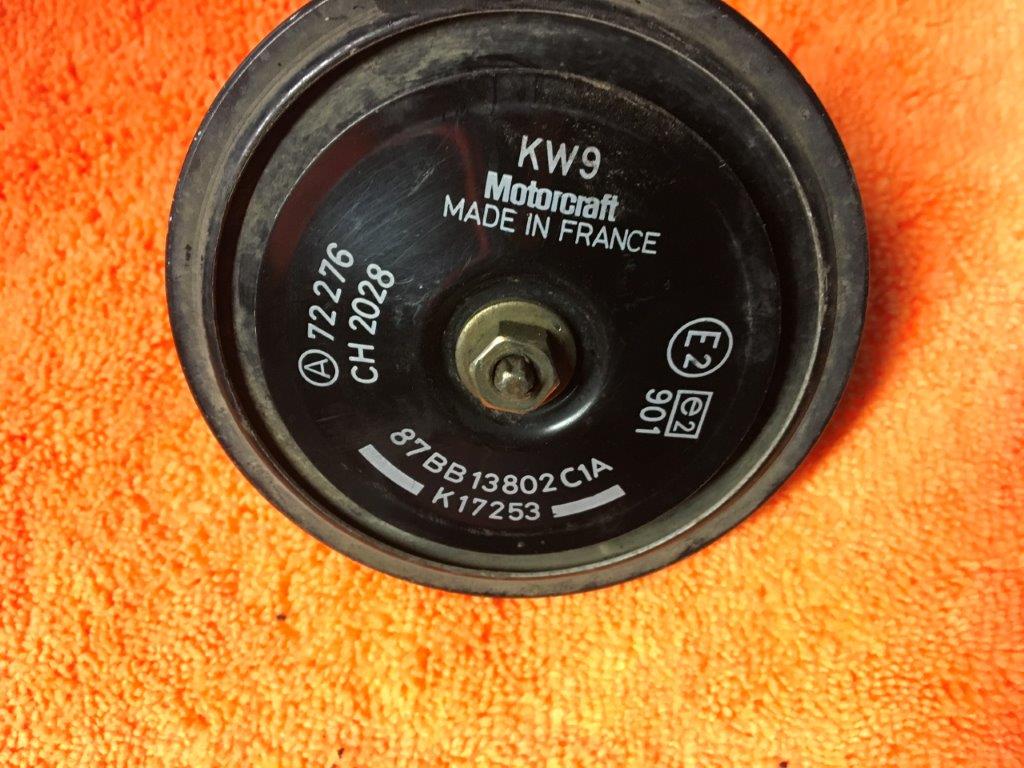 KW9
Motorcraft
MADE IN FRANCE
A 72276
CH 2028
E2
e2
901
87BB13802C1A
K17253